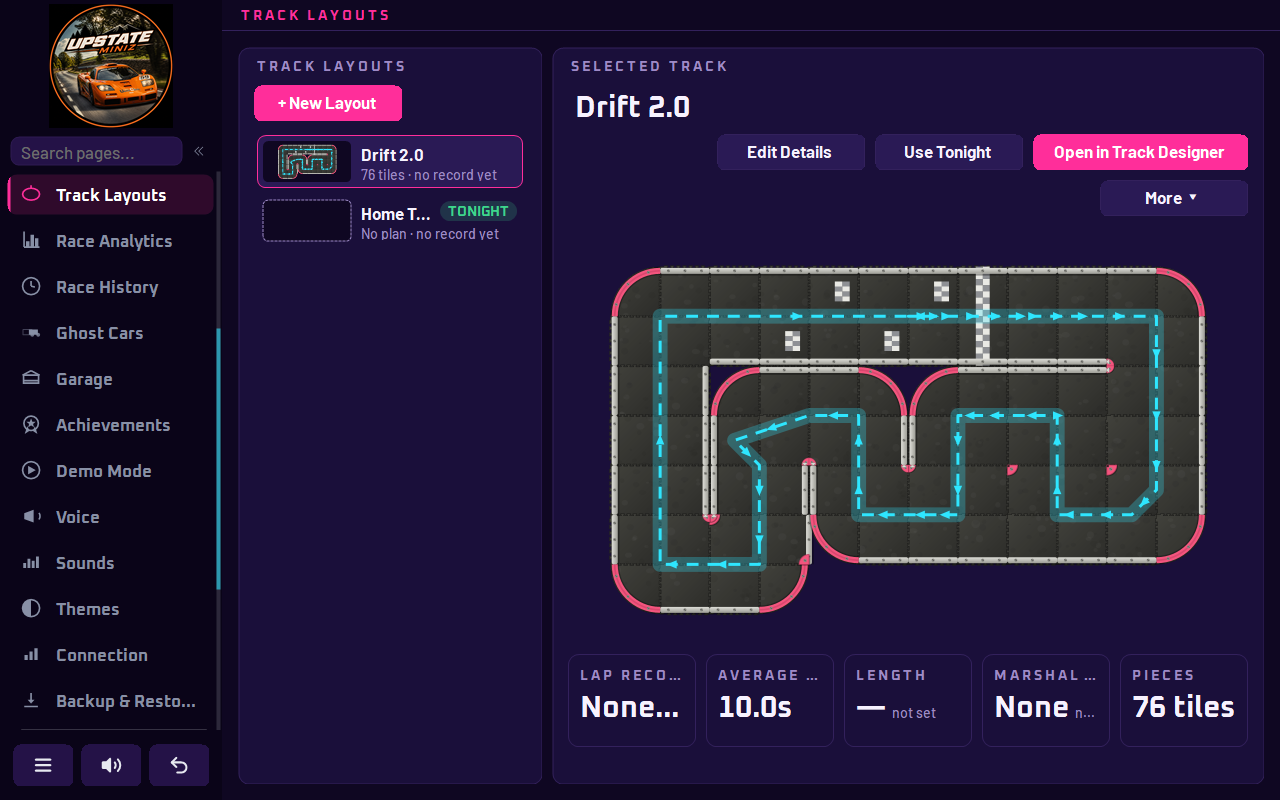 UPSTATE
MINIZ
Search pages...
«
Track Layouts
Race Analytics
Race History
Ghost Cars
Garage
Achievements
Demo Mode
Voice
Sounds
Themes
Connection
Backup & Resto...
TRACK LAYOUTS
TRACK LAYOUTS
+ New Layout
Drift 2.0
76 tiles · no record yet
Home T... TONIGHT
No plan · no record yet
SELECTED TRACK
Drift 2.0
Edit Details
Use Tonight
Open in Track Designer
More ▾
LAP RECO...
None...
AVERAGE ...
10.0s
LENGTH
— not set
MARSHAL ...
None n...
PIECES
76 tiles